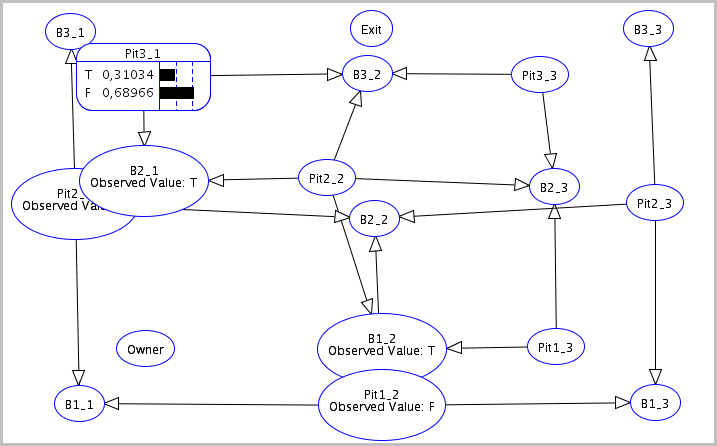 B3_1
Exit
B3_3
Pit3_1
T 0,31034
F 0,68966
B3_2
Pit3_3
B2_1
Observed Value: T
Pit2_2
B2_3
Pit2_
Observed Val
B2_2
Pit2_3
Owner
B1_2
Observed Value: T
Pit1_3
B1_1
Pit1_2
Observed Value: F
B1_3